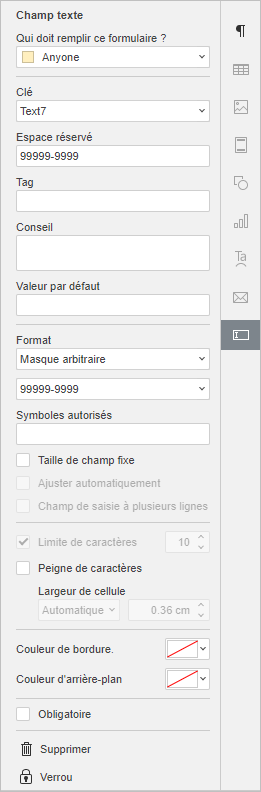 Champ texte
Qui doit remplir ce formulaire ?
Anyone
Clé
Text7
Espace réservé
99999-9999
Tag
Conseil
Valeur par défaut
Format
Masque arbitraire
99999-9999
Symboles autorisés
Taille de champ fixe
Ajuster automatiquement
Champ de saisie à plusieurs lignes
Limite de caractères 10
Peigne de caractères
Largeur de cellule
Automatique 0.36 cm
Couleur de bordure.
Couleur d'arrière-plan
Obligatoire
Supprimer
Verrou
Ta